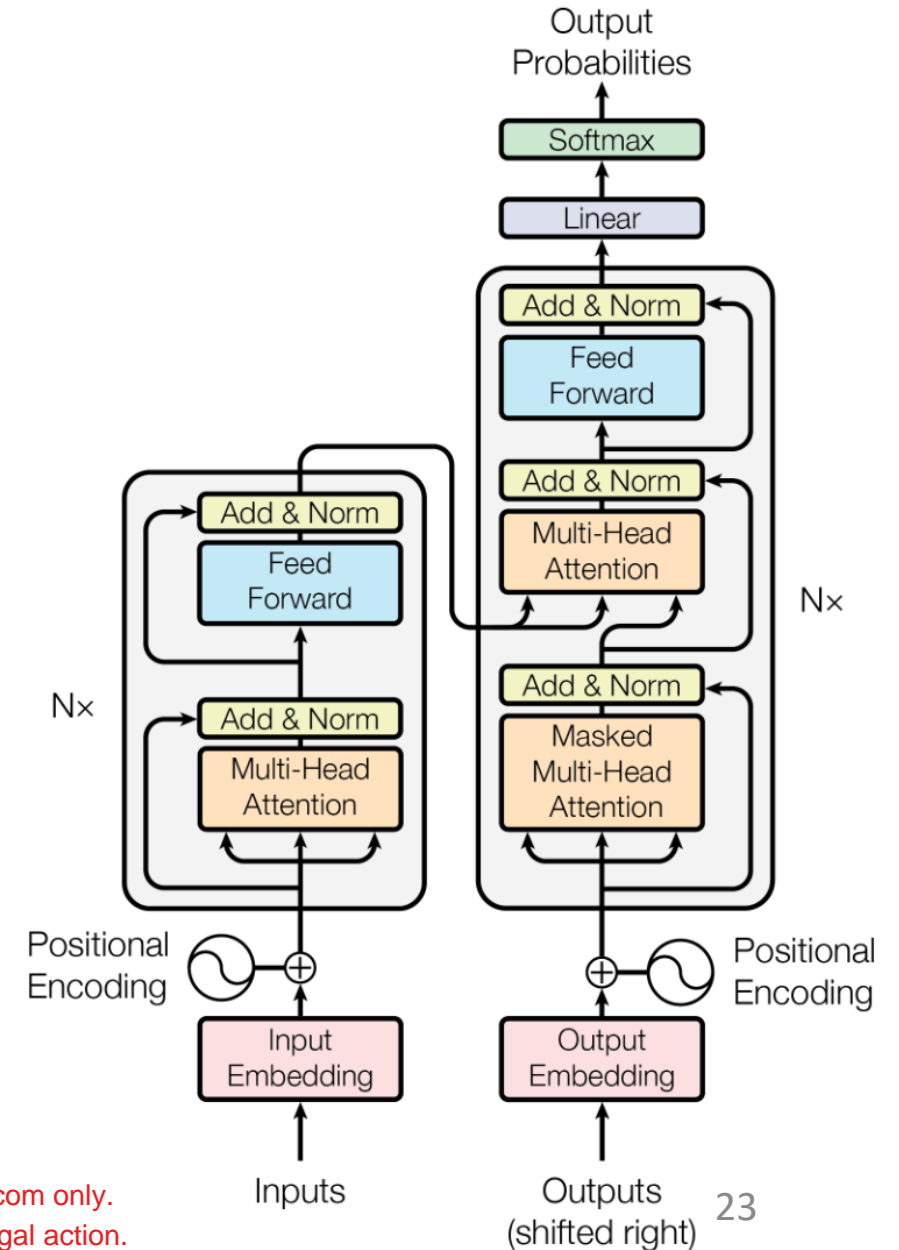 Output
Probabilities
Softmax
Linear
Add & Norm
Feed
Forward
Add & Norm
Multi-Head
Attention
Nx
Add & Norm
Masked
Multi-Head
Attention
Add & Norm
Feed
Forward
Nx
Add & Norm
Multi-Head
Attention
Positional
Encoding
Positional
Encoding
Input
Embedding
Output
Embedding
Inputs
Outputs
(shifted right)
com only.
gal action.
23